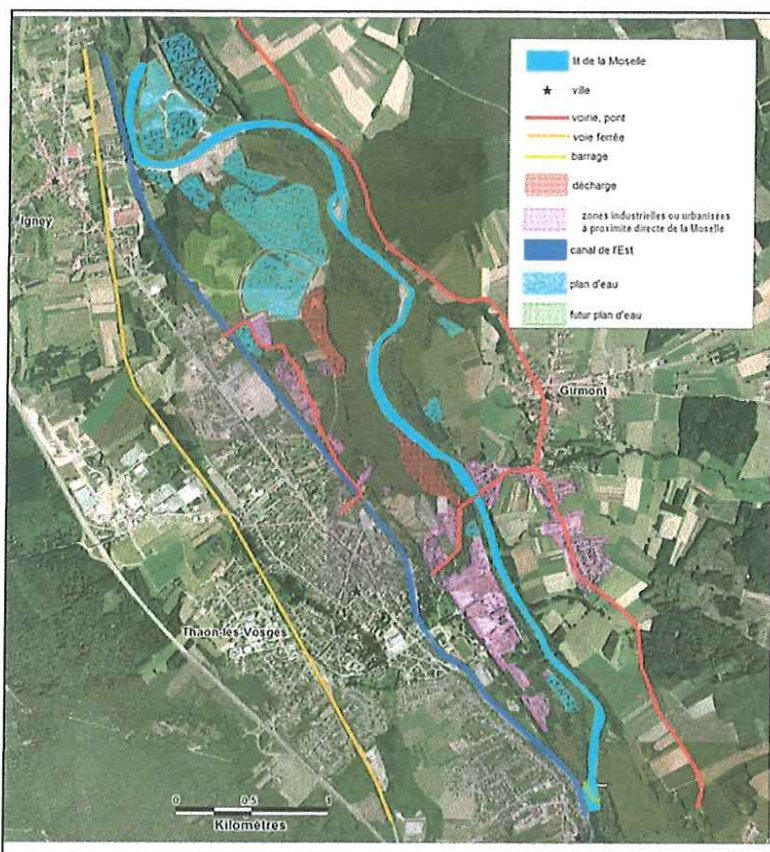 lit de la Moselle
ville
voirie, pont
voie ferrée
barrage
décharge
zones industrielles ou urbanisées
à proximité directe de la Moselle
canal de l'Est
plan d'eau
futur plan d'eau
Igney
Girmont
Thaon-les-Vosges
0 0.5 1
Kilomètres